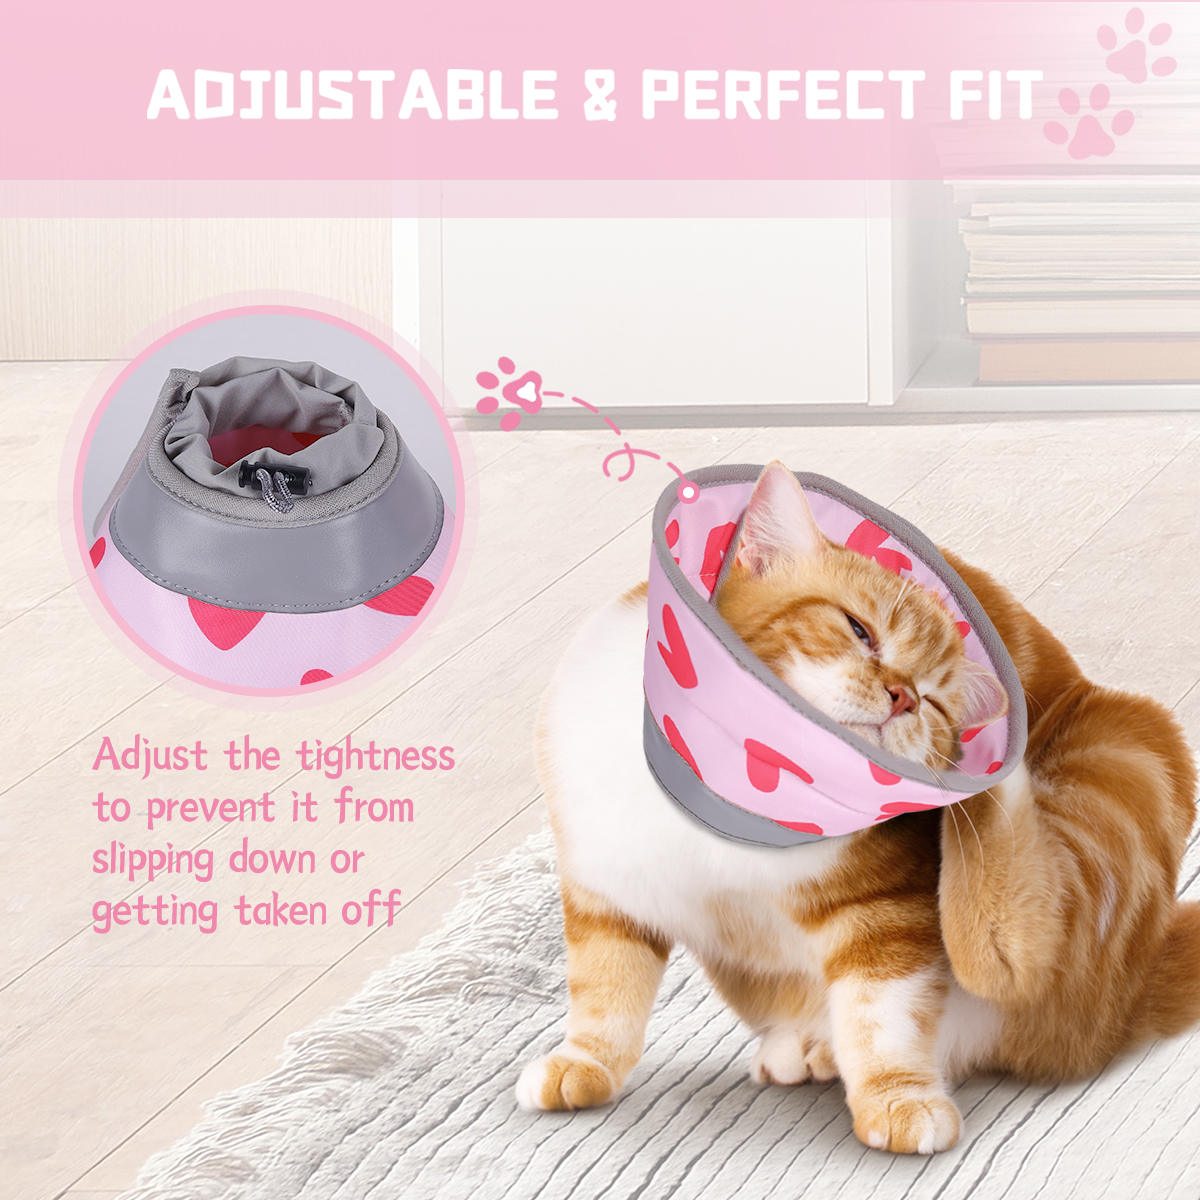 ADJUSTABLE & PERFECT FIT
Adjust the tightness
to prevent it from
slipping down or
getting taken off